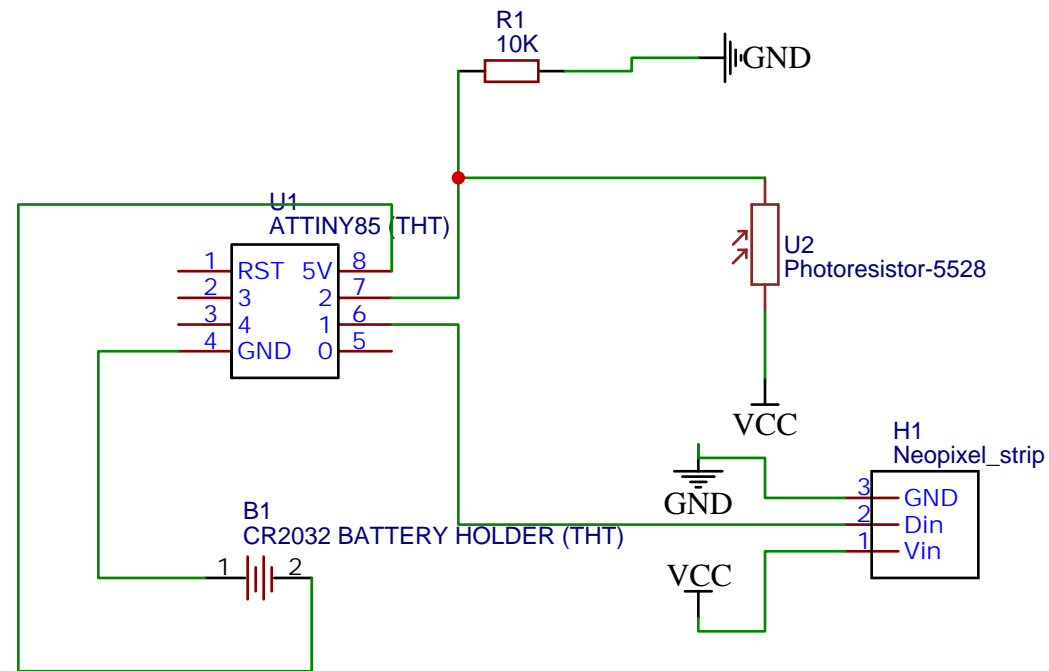 R1
10K
GND
U1
ATTINY85 (THT)
1 RST 5V 8
2 3 2 7
3 4 1 6
4 GND 0 5
U2
Photoresistor-5528
VCC
H1
Neopixel_strip
3 GND
2 Din
1 Vin
GND
B1
CR2032 BATTERY HOLDER (THT)
1 2
VCC